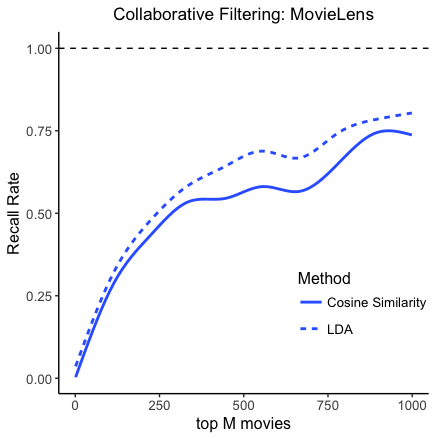 Collaborative Filtering: MovieLens
1.00
0.75
0.50
0.25
0.00
Recall Rate
Method
Cosine Similarity
LDA
0
250
500
750
1000
top M movies